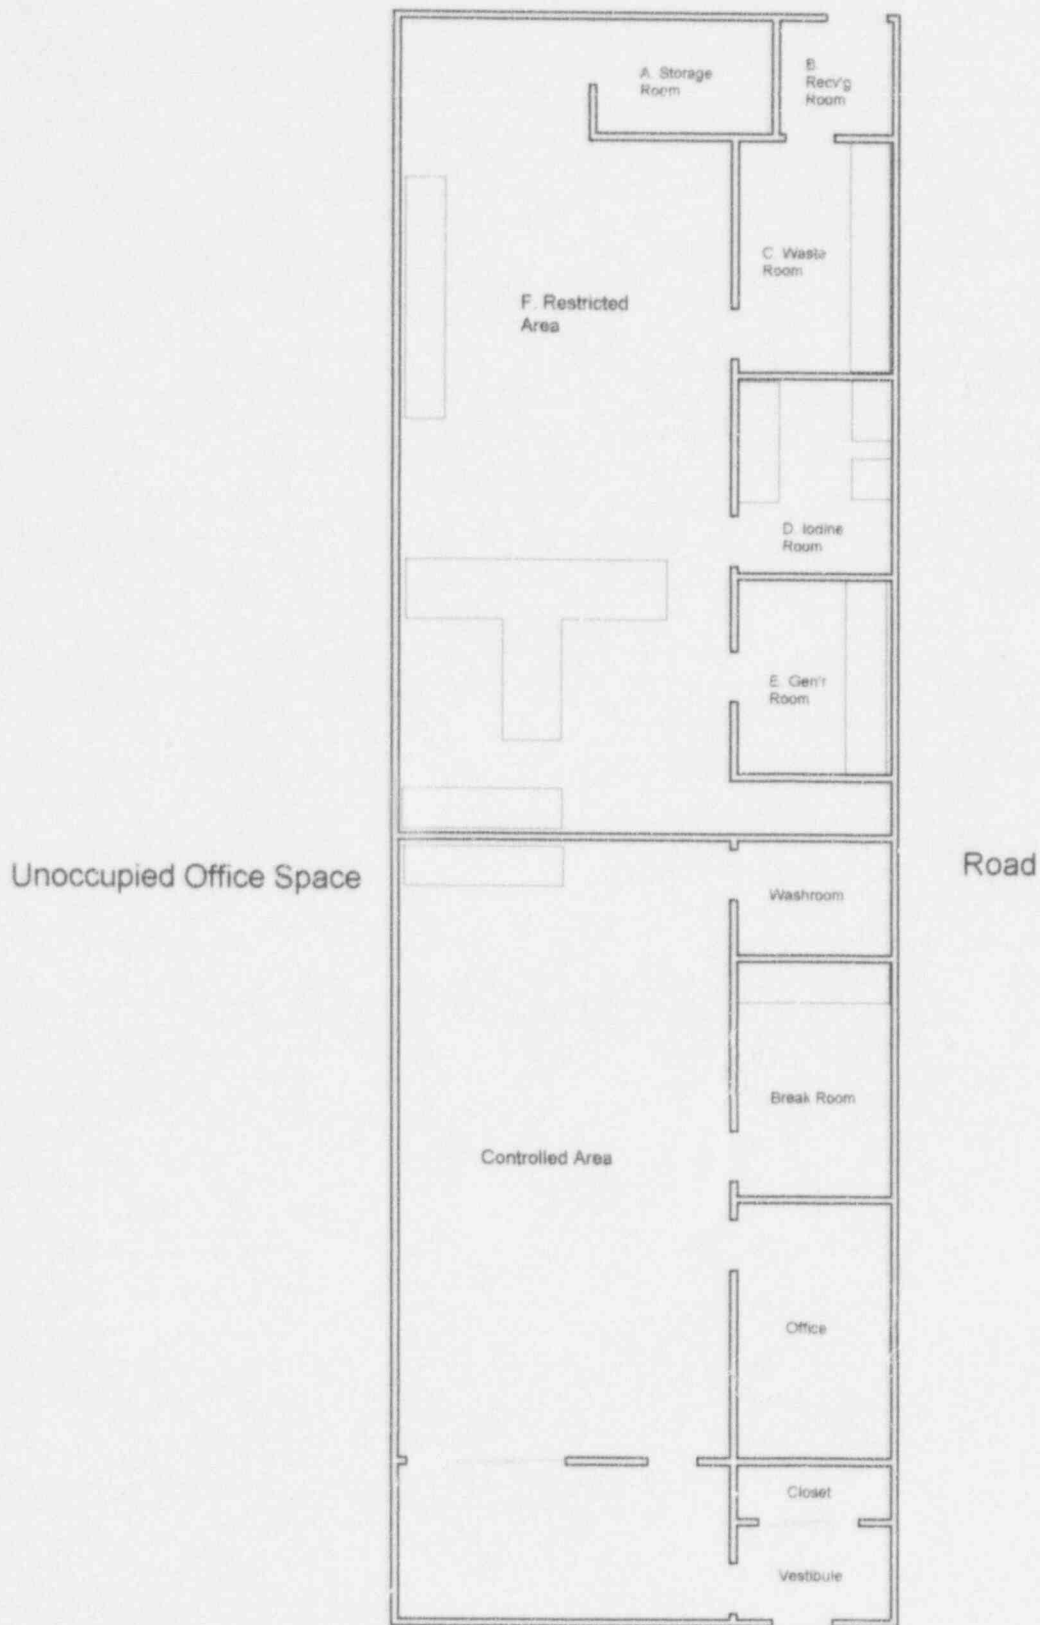 A. Storage
Room
B.
Recv'g
Room
C. Waste
Room
F. Restricted
Area
D. Iodine
Room
E. Gen'r
Room
Unoccupied Office Space
Road
Washroom
Break Room
Controlled Area
Office
Closet
Vestibule